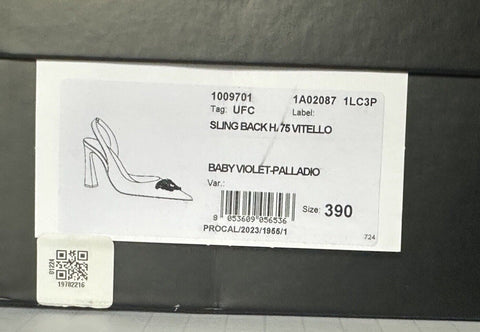 1009701 1A02087 1LC3P
Tag: UFC Label:
SLING BACK H/75 VITELLO
BABY VIOLET-PALLADIO
Var.:
8 053609 056536
Size: 390
PROCAL/2023/1956/1
724
01224
19782216